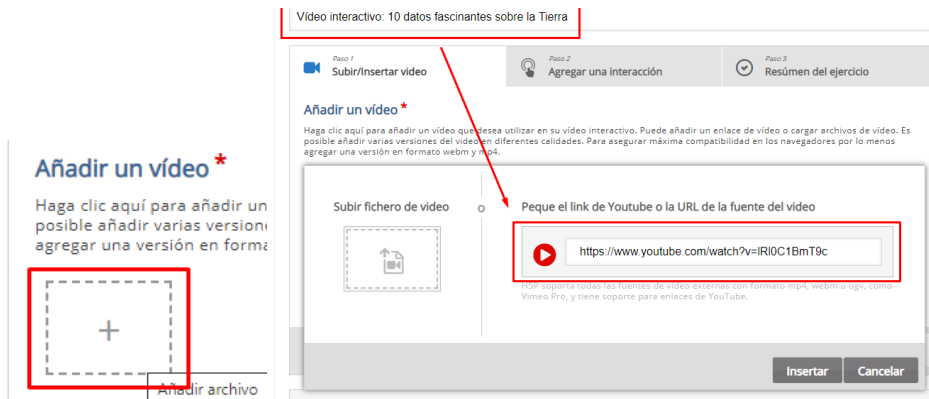 Añadir un vídeo *
Haga clic aquí para añadir un
posible añadir varias version
agregar una versión en forma
+
Añadir archivo
Vídeo interactivo: 10 datos fascinantes sobre la Tierra
Paso 1
Subir/Insertar video
Paso 2
Agregar una interacción
Paso 3
Resúmen del ejercicio
Añadir un vídeo *
Haga clic aquí para añadir un vídeo que desea utilizar en su vídeo interactivo. Puede añadir un enlace de vídeo o cargar archivos de vídeo. Es
posible añadir varias versiones del video en diferentes calidades. Para asegurar máxima compatibilidad en los navegadores por lo menos
agregar una versión en formato webm y mp4.
Subir fichero de video
o
Peque el link de Youtube o la URL de la fuente del video
https://www.youtube.com/watch?v=lRI0C1BmT9c
H5P soporta todas las fuentes de video externas con formato mp4, webm u ogv, como
Vimeo Pro, y tiene soporte para enlaces de YouTube.
Insertar
Cancelar